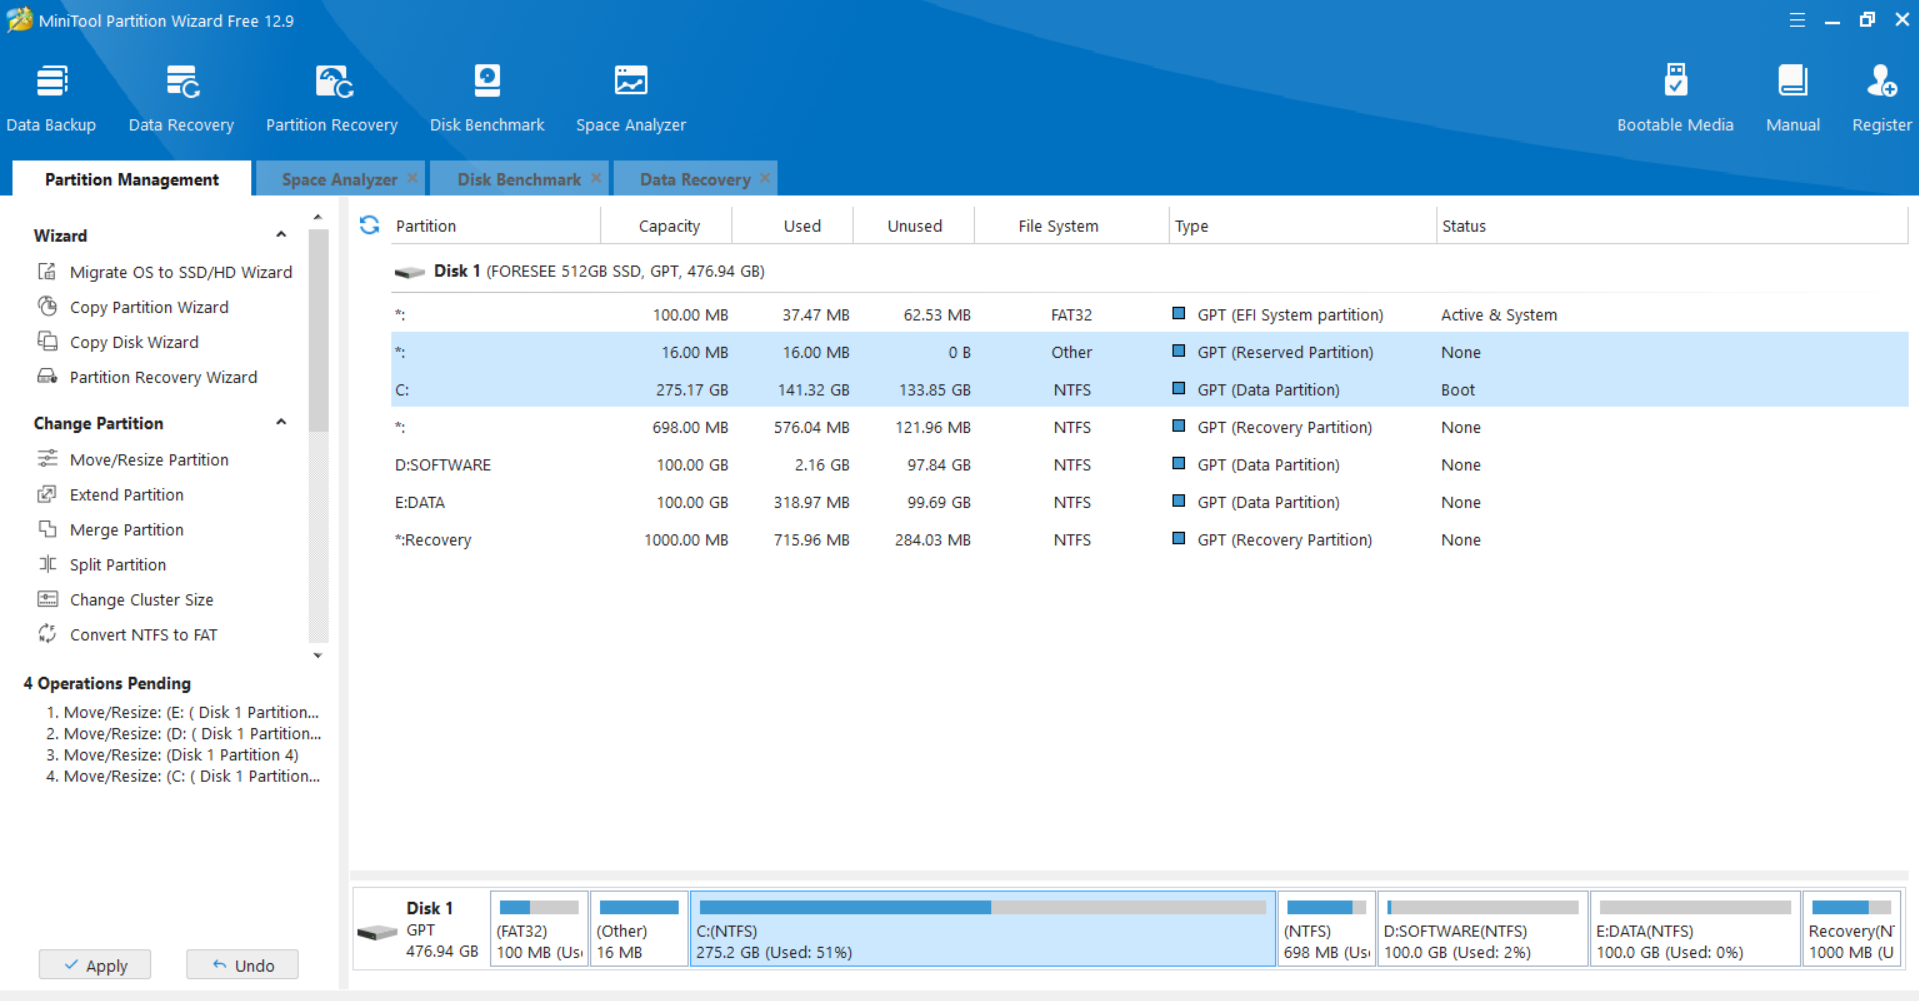 MiniTool Partition Wizard Free 12.9
Data Backup Data Recovery Partition Recovery Disk Benchmark Space Analyzer Bootable Media Manual Register
Partition Management Space Analyzer Disk Benchmark Data Recovery
Wizard
Migrate OS to SSD/HD Wizard
Copy Partition Wizard
Copy Disk Wizard
Partition Recovery Wizard
Change Partition
Move/Resize Partition
Extend Partition
Merge Partition
Split Partition
Change Cluster Size
Convert NTFS to FAT
4 Operations Pending
1. Move/Resize: (E: ( Disk 1 Partition...
2. Move/Resize: (D: ( Disk 1 Partition...
3. Move/Resize: (Disk 1 Partition 4)
4. Move/Resize: (C: ( Disk 1 Partition...
Apply Undo
Partition Capacity Used Unused File System Type Status
Disk 1 (FORESEE 512GB SSD, GPT, 476.94 GB)
*: 100.00 MB 37.47 MB 62.53 MB FAT32 GPT (EFI System partition) Active & System
*: 16.00 MB 16.00 MB 0 B Other GPT (Reserved Partition) None
C: 275.17 GB 141.32 GB 133.85 GB NTFS GPT (Data Partition) Boot
*: 698.00 MB 576.04 MB 121.96 MB NTFS GPT (Recovery Partition) None
D:SOFTWARE 100.00 GB 2.16 GB 97.84 GB NTFS GPT (Data Partition) None
E:DATA 100.00 GB 318.97 MB 99.69 GB NTFS GPT (Data Partition) None
*:Recovery 1000.00 MB 715.96 MB 284.03 MB NTFS GPT (Recovery Partition) None
Disk 1
GPT
476.94 GB
(FAT32)
100 MB (Us
(Other)
16 MB
C:(NTFS)
275.2 GB (Used: 51%)
(NTFS)
698 MB (Us
D:SOFTWARE(NTFS)
100.0 GB (Used: 2%)
E:DATA(NTFS)
100.0 GB (Used: 0%)
Recovery(N
1000 MB (U